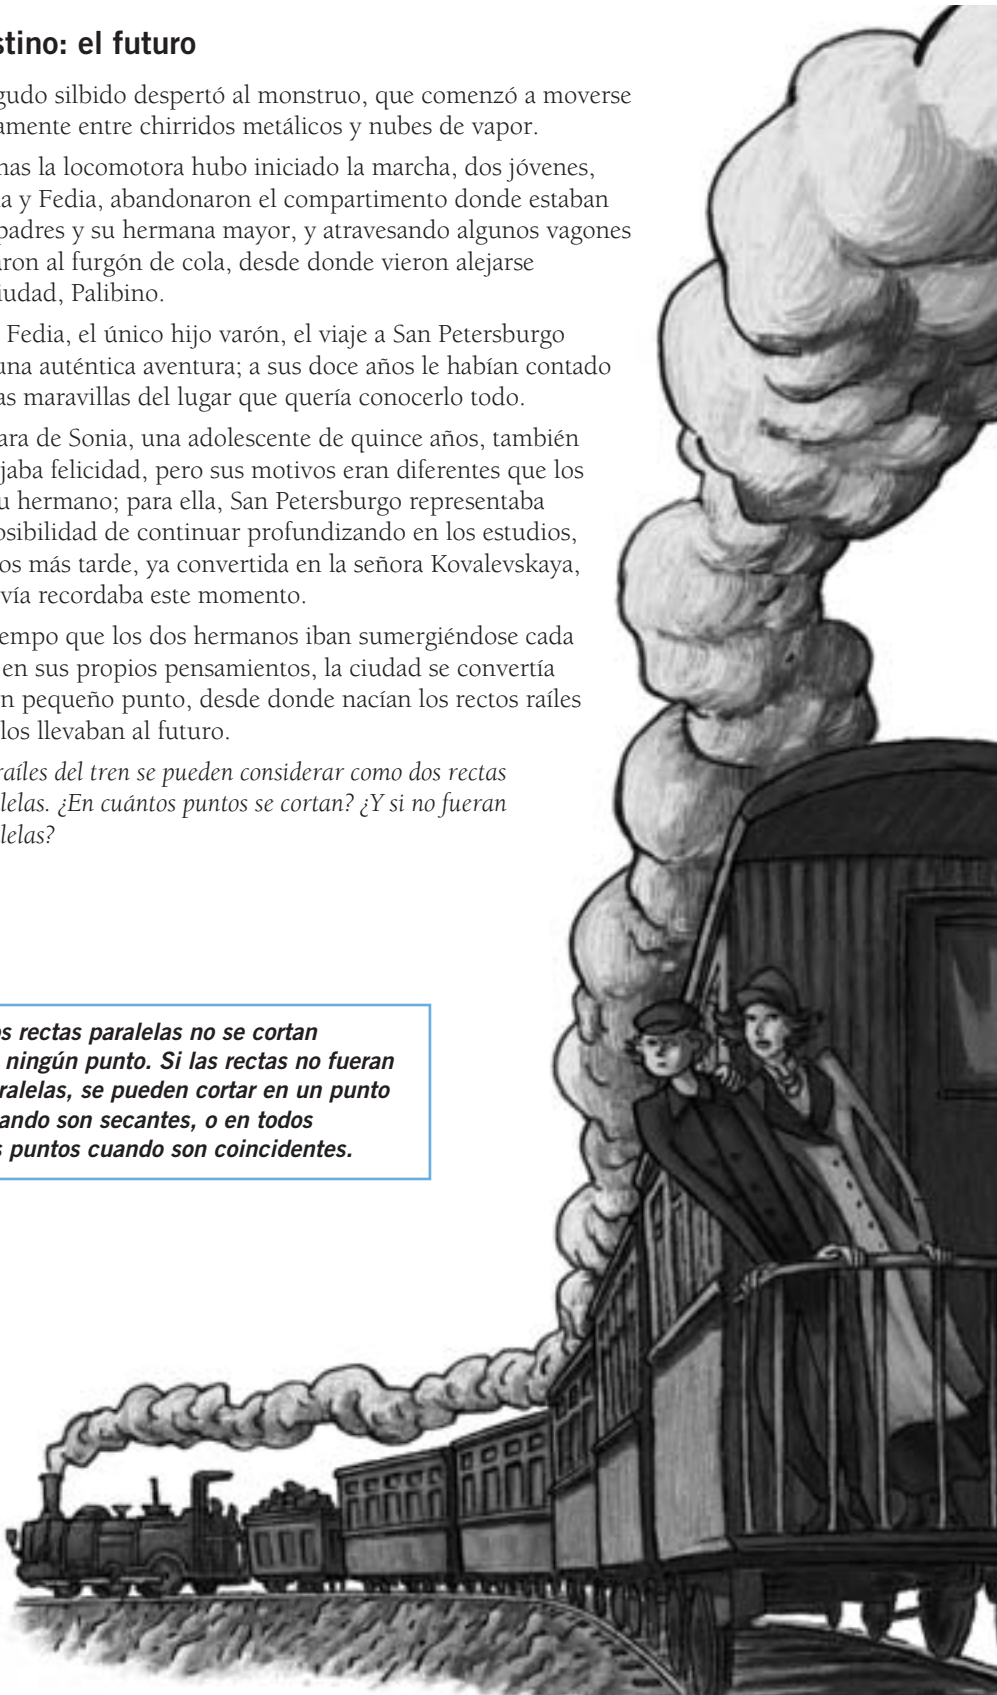 stino: el futuro
gudo silbido despertó al monstruo, que comenzó a moverse
amente entre chirridos metálicos y nubes de vapor.
nas la locomotora hubo iniciado la marcha, dos jóvenes,
a y Fedia, abandonaron el compartimento donde estaban
padres y su hermana mayor, y atravesando algunos vagones
aron al furgón de cola, desde donde vieron alejarse
iudad, Palibino.
Fedia, el único hijo varón, el viaje a San Petersburgo
una auténtica aventura; a sus doce años le habían contado
as maravillas del lugar que quería conocerlo todo.
ara de Sonia, una adolescente de quince años, también
jaba felicidad, pero sus motivos eran diferentes que los
u hermano; para ella, San Petersburgo representaba
osibilidad de continuar profundizando en los estudios,
os más tarde, ya convertida en la señora Kovalevskaya,
vía recordaba este momento.
empo que los dos hermanos iban sumergiéndose cada
en sus propios pensamientos, la ciudad se convertía
n pequeño punto, desde donde nacían los rectos raíles
los llevaban al futuro.
raíles del tren se pueden considerar como dos rectas
lelas. ¿En cuántos puntos se cortan? ¿Y si no fueran
lelas?
s rectas paralelas no se cortan
ningún punto. Si las rectas no fueran
ralelas, se pueden cortar en un punto
ando son secantes, o en todos
s puntos cuando son coincidentes.